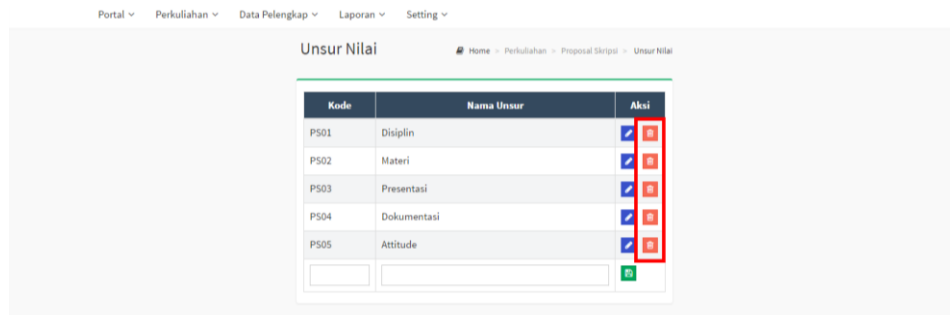 Portal Perkuliahan Data Pelengkap Laporan Setting
Unsur Nilai
Home > Perkuliahan > Proposal Skripsi > Unsur Nilai
Kode Nama Unsur Aksi
PS01 Disiplin
PS02 Materi
PS03 Presentasi
PS04 Dokumentasi
PS05 Attitude